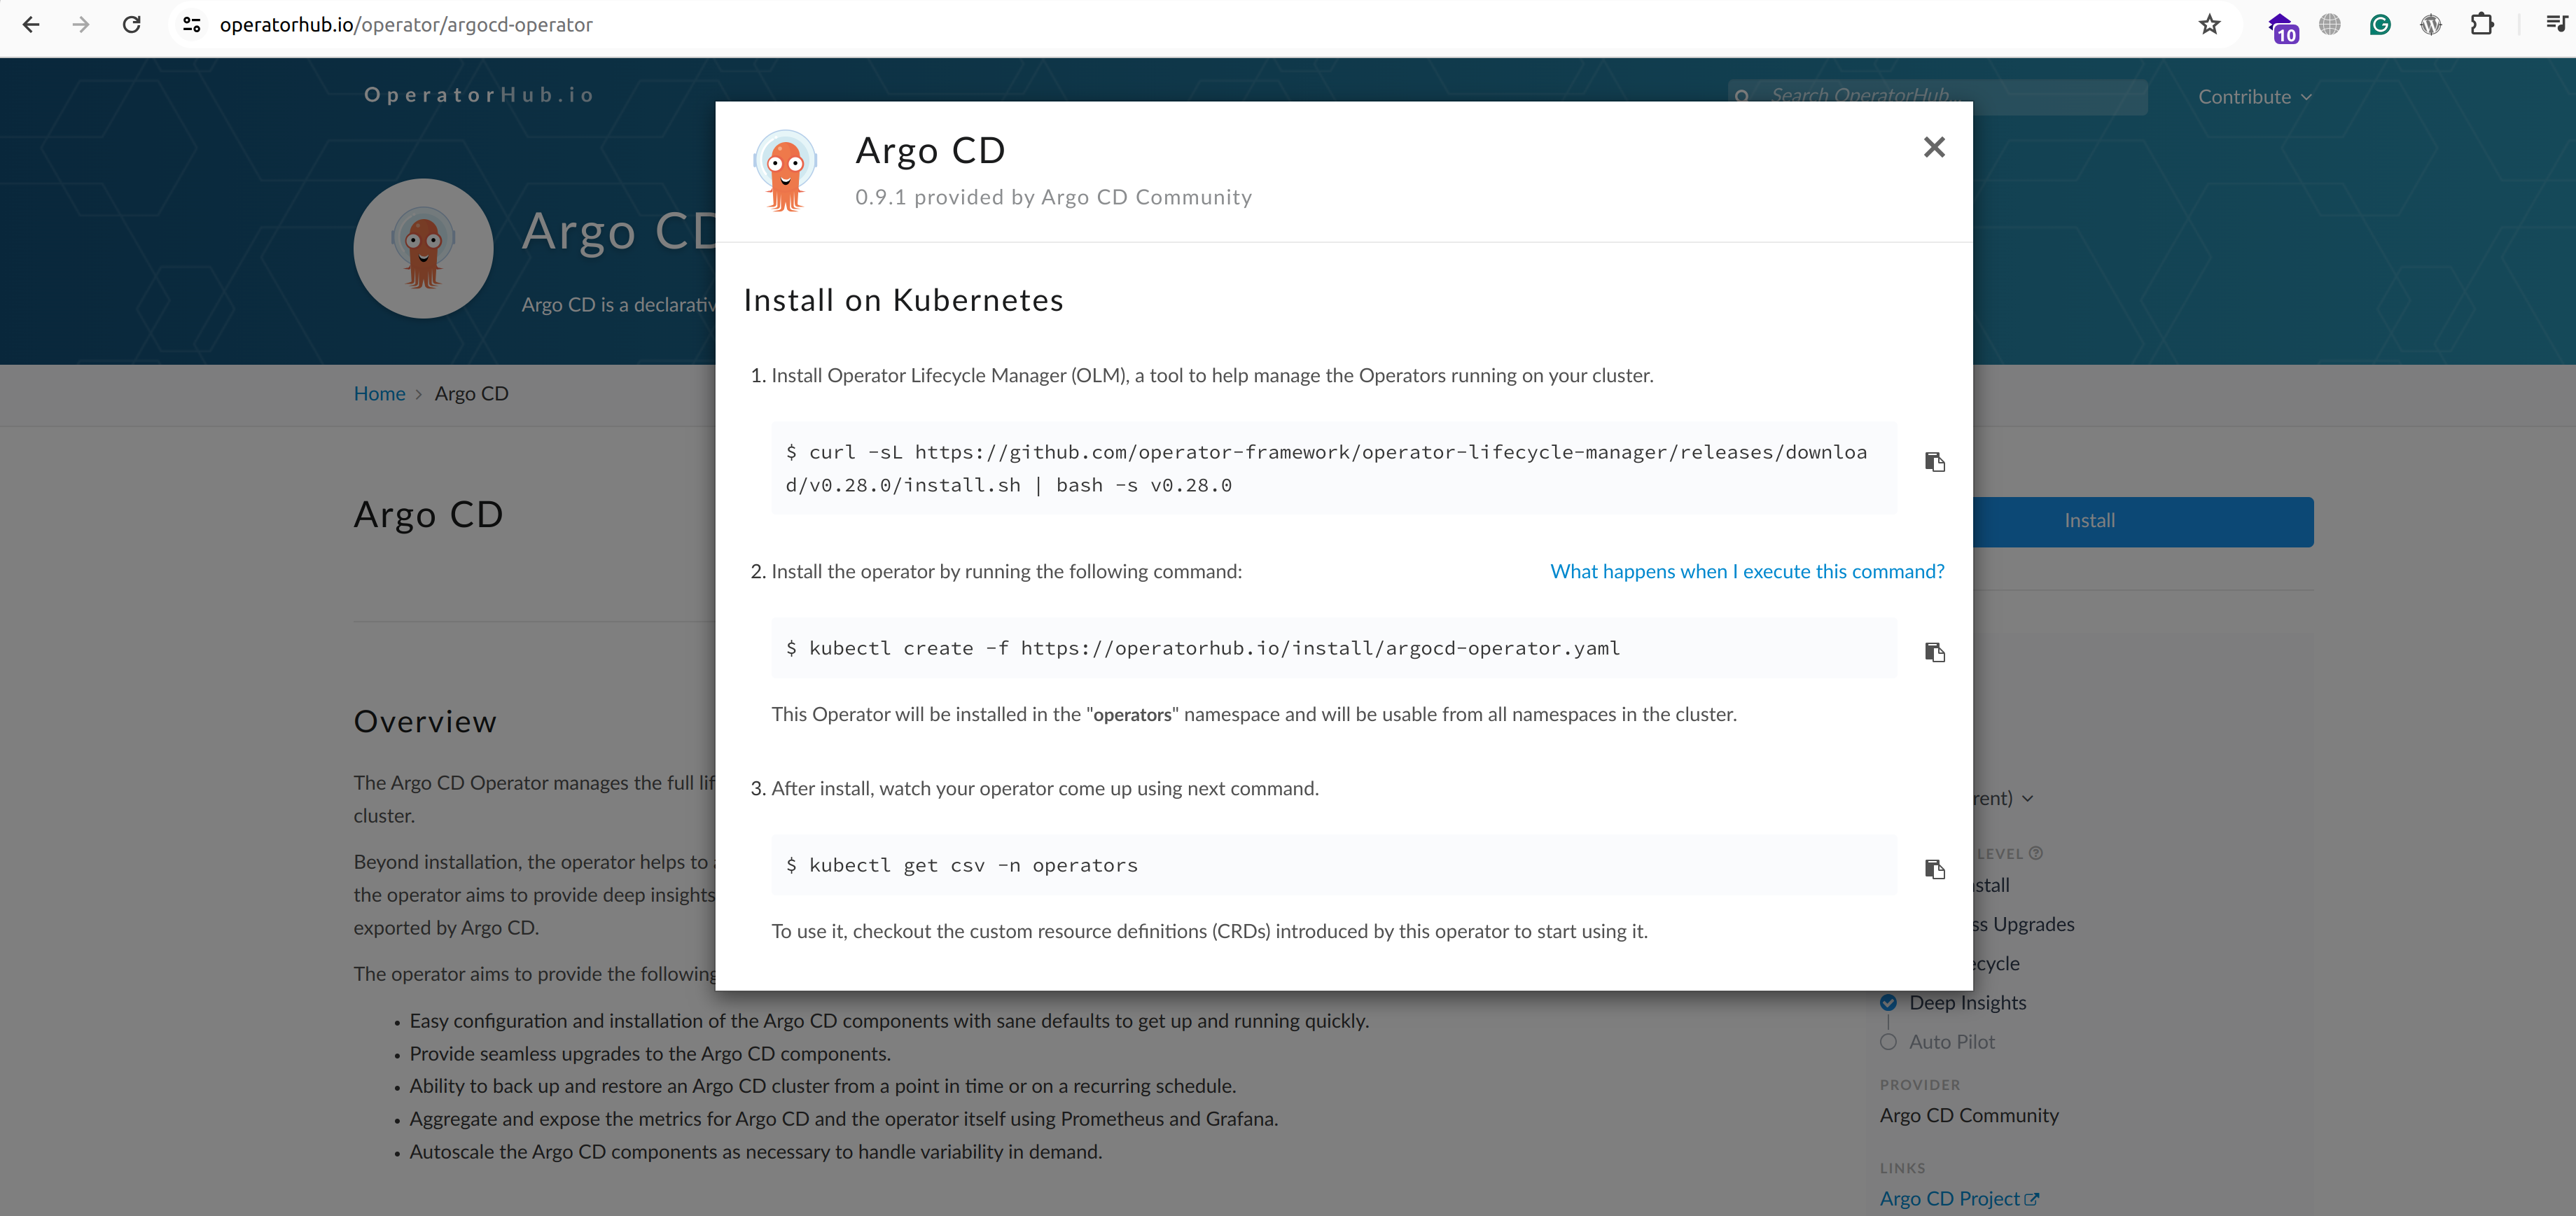 operatorhub.io/operator/argocd-operator
10
OperatorHub.io
Search OperatorHub...
Contribute
Argo CD
Argo CD is a declarativ
Home > Argo CD
Argo CD
Install
Overview
The Argo CD Operator manages the full lif
cluster.
Beyond installation, the operator helps to
the operator aims to provide deep insights
exported by Argo CD.
The operator aims to provide the following
• Easy configuration and installation of the Argo CD components with sane defaults to get up and running quickly.
• Provide seamless upgrades to the Argo CD components.
• Ability to back up and restore an Argo CD cluster from a point in time or on a recurring schedule.
• Aggregate and expose the metrics for Argo CD and the operator itself using Prometheus and Grafana.
• Autoscale the Argo CD components as necessary to handle variability in demand.
Argo CD
0.9.1 provided by Argo CD Community
Install on Kubernetes
1. Install Operator Lifecycle Manager (OLM), a tool to help manage the Operators running on your cluster.
$ curl -sL https://github.com/operator-framework/operator-lifecycle-manager/releases/downloa
d/v0.28.0/install.sh | bash -s v0.28.0
2. Install the operator by running the following command:
What happens when I execute this command?
$ kubectl create -f https://operatorhub.io/install/argocd-operator.yaml
This Operator will be installed in the "operators" namespace and will be usable from all namespaces in the cluster.
3. After install, watch your operator come up using next command.
$ kubectl get csv -n operators
To use it, checkout the custom resource definitions (CRDs) introduced by this operator to start using it.
rent)
LEVEL
stall
ss Upgrades
ecycle
Deep Insights
Auto Pilot
PROVIDER
Argo CD Community
LINKS
Argo CD Project